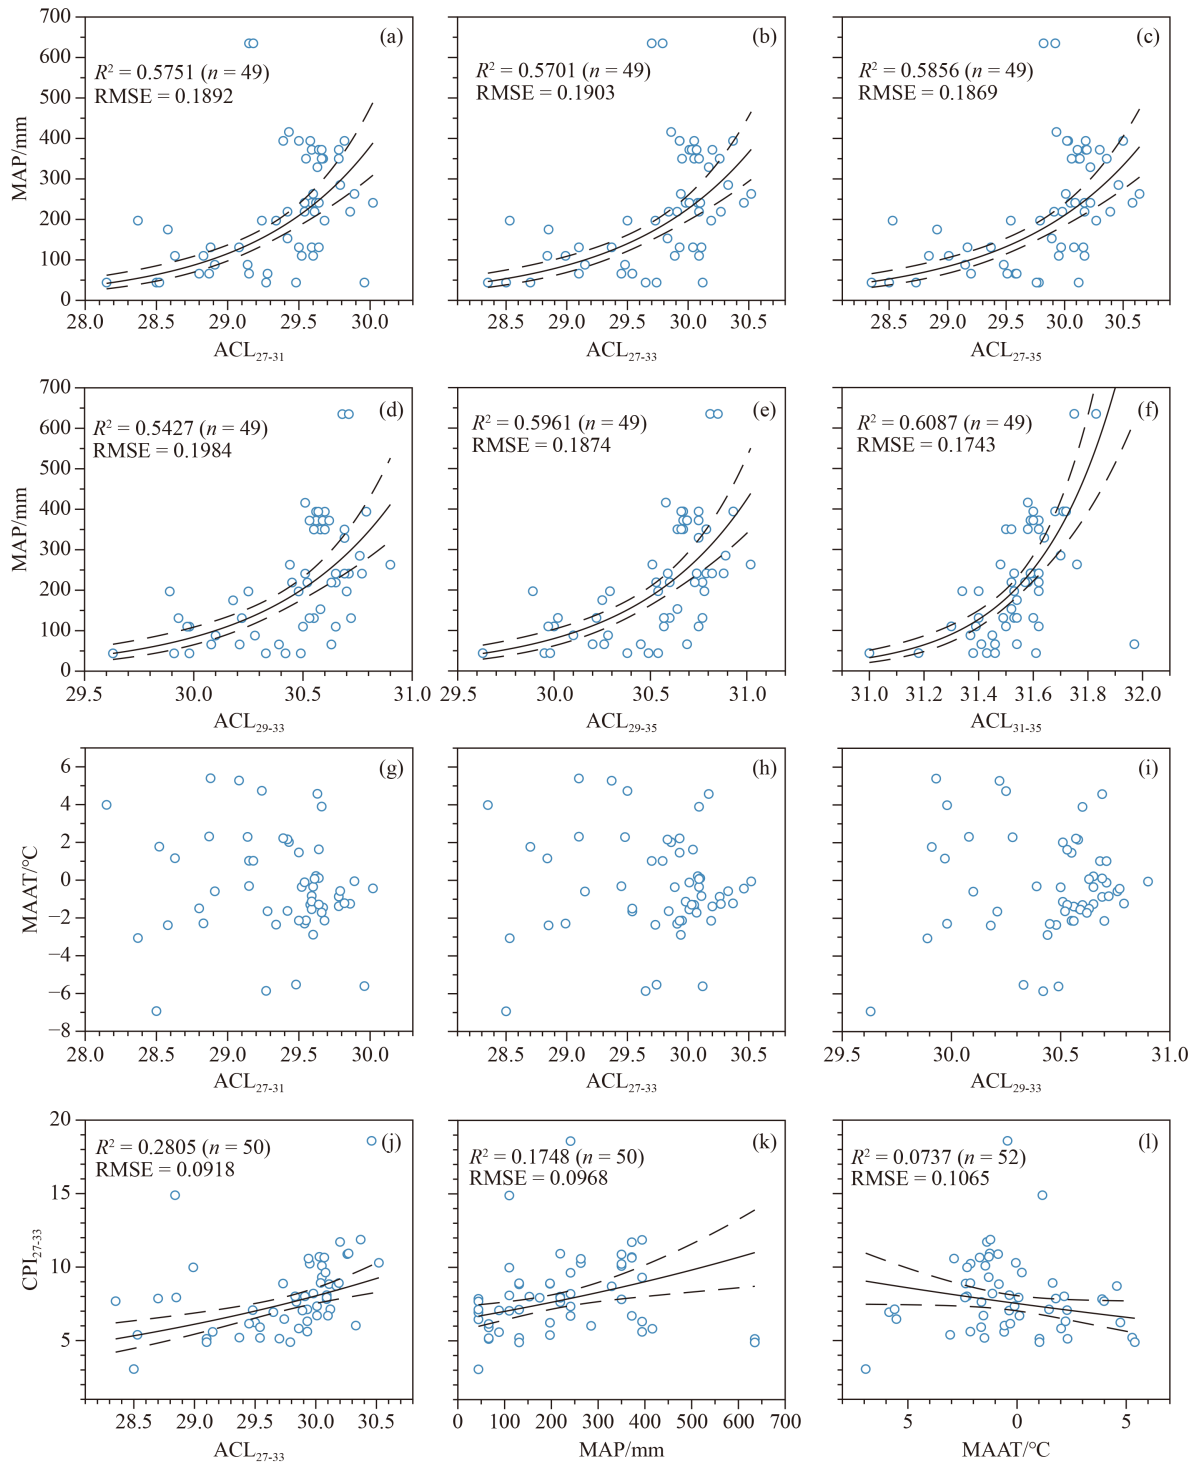 (a)
R² = 0.5751 (n = 49)
RMSE = 0.1892
MAP/mm
700
600
500
400
300
200
100
0
28.0 28.5 29.0 29.5 30.0
ACL27-31
(b)
R² = 0.5701 (n = 49)
RMSE = 0.1903
28.5 29.0 29.5 30.0 30.5
ACL27-33
(c)
R² = 0.5856 (n = 49)
RMSE = 0.1869
28.5 29.0 29.5 30.0 30.5
ACL27-35
(d)
R² = 0.5427 (n = 49)
RMSE = 0.1984
MAP/mm
700
600
500
400
300
200
100
0
29.5 30.0 30.5 31.0
ACL29-33
(e)
R² = 0.5961 (n = 49)
RMSE = 0.1874
29.5 30.0 30.5 31.0
ACL29-35
(f)
R² = 0.6087 (n = 49)
RMSE = 0.1743
31.0 31.2 31.4 31.6 31.8 32.0
ACL31-35
(g)
MAAT/°C
6
4
2
0
−2
−4
−6
−8
28.0 28.5 29.0 29.5 30.0
ACL27-31
(h)
28.5 29.0 29.5 30.0 30.5
ACL27-33
(i)
29.5 30.0 30.5 31.0
ACL29-33
(j)
R² = 0.2805 (n = 50)
RMSE = 0.0918
CPI27-33
20
15
10
5
28.5 29.0 29.5 30.0 30.5
ACL27-33
(k)
R² = 0.1748 (n = 50)
RMSE = 0.0968
0 100 200 300 400 500 600 700
MAP/mm
(l)
R² = 0.0737 (n = 52)
RMSE = 0.1065
5 0 5
MAAT/°C